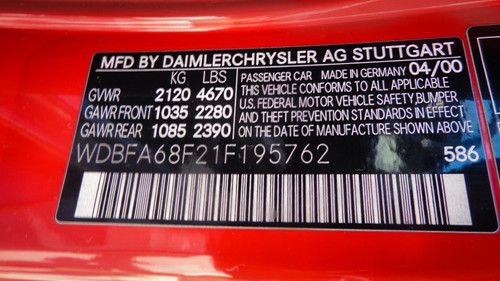 MFD BY DAIMLERCHRYSLER AG STUTTGART
KG LBS
GVWR 2120 4670
GAWR FRONT 1035 2280
GAWR REAR 1085 2390
PASSENGER CAR MADE IN GERMANY 04/00
THIS VEHICLE CONFORMS TO ALL APPLICABLE
U.S. FEDERAL MOTOR VEHICLE SAFETY, BUMPER
AND THEFT PREVENTION STANDARDS IN EFFECT
ON THE DATE OF MANUFACTURE SHOWN ABOVE
WDBFA68F21F195762
586